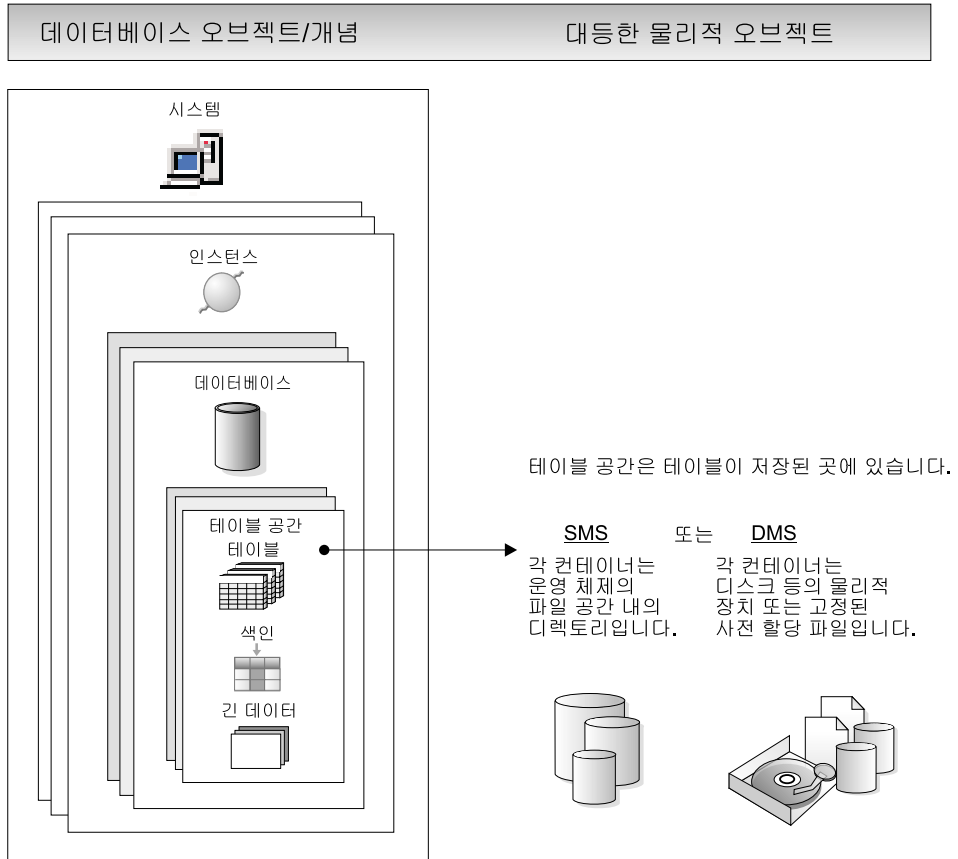 데이터베이스 오브젝트/개념
대등한 물리적 오브젝트
시스템
인스턴스
데이터베이스
테이블 공간
테이블
색인
긴 데이터
테이블 공간은 테이블이 저장된 곳에 있습니다.
SMS 또는 DMS
각 컨테이너는
운영 체제의
파일 공간 내의
디렉토리입니다.
각 컨테이너는
디스크 등의 물리적
장치 또는 고정된
사전 할당 파일입니다.